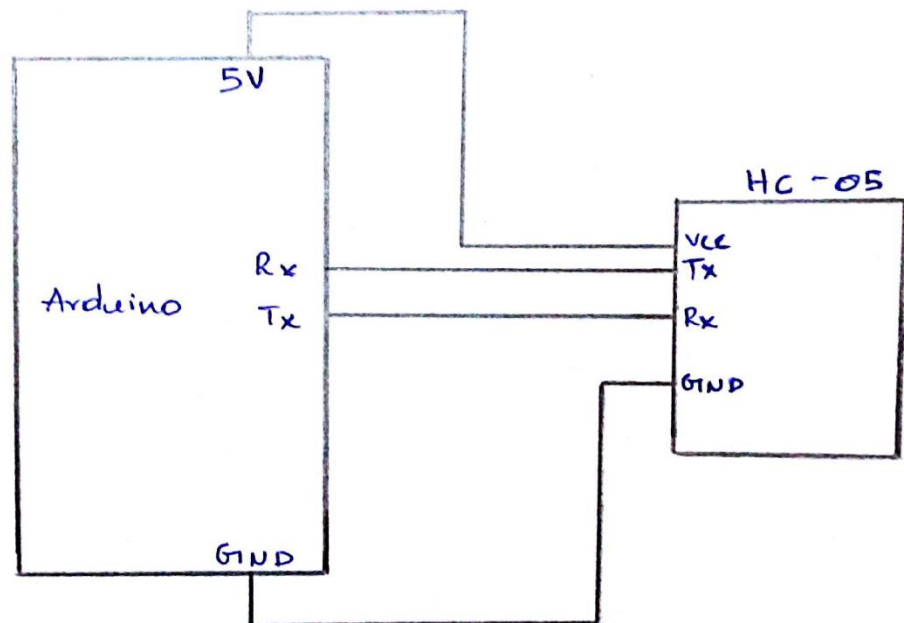 5V
HC-05
Vcc
Rx
Tx
Arduino
Tx
Rx
GND
GND